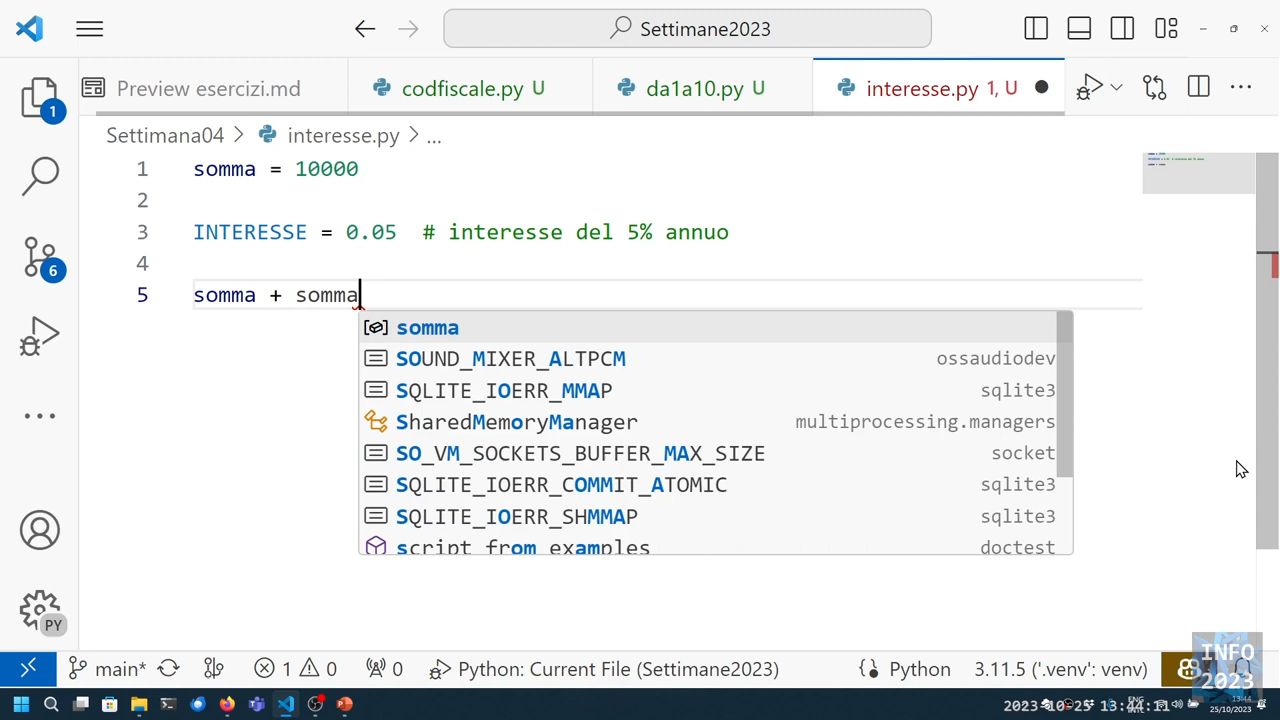 Settimane2023
Preview esercizi.md
codfiscale.py U
da1a10.py U
interesse.py 1, U
1
Settimana04 > interesse.py > ...
1 somma = 10000
2
3 INTERESSE = 0.05 # interesse del 5% annuo
4
5 somma + somma
somma
SOUND_MIXER_ALTPCM ossaudiodev
SQLITE_IOERR_MMAP sqlite3
SharedMemoryManager multiprocessing.managers
SO_VM_SOCKETS_BUFFER_MAX_SIZE socket
SQLITE_IOERR_COMMIT_ATOMIC sqlite3
SQLITE_IOERR_SHMMAP sqlite3
script_from_examples doctest
6
PY
main* 1 0 0 Python: Current File (Settimane2023) Python 3.11.5 ('.venv': venv)
INFO
2023
ENG
13:44
25/10/2023